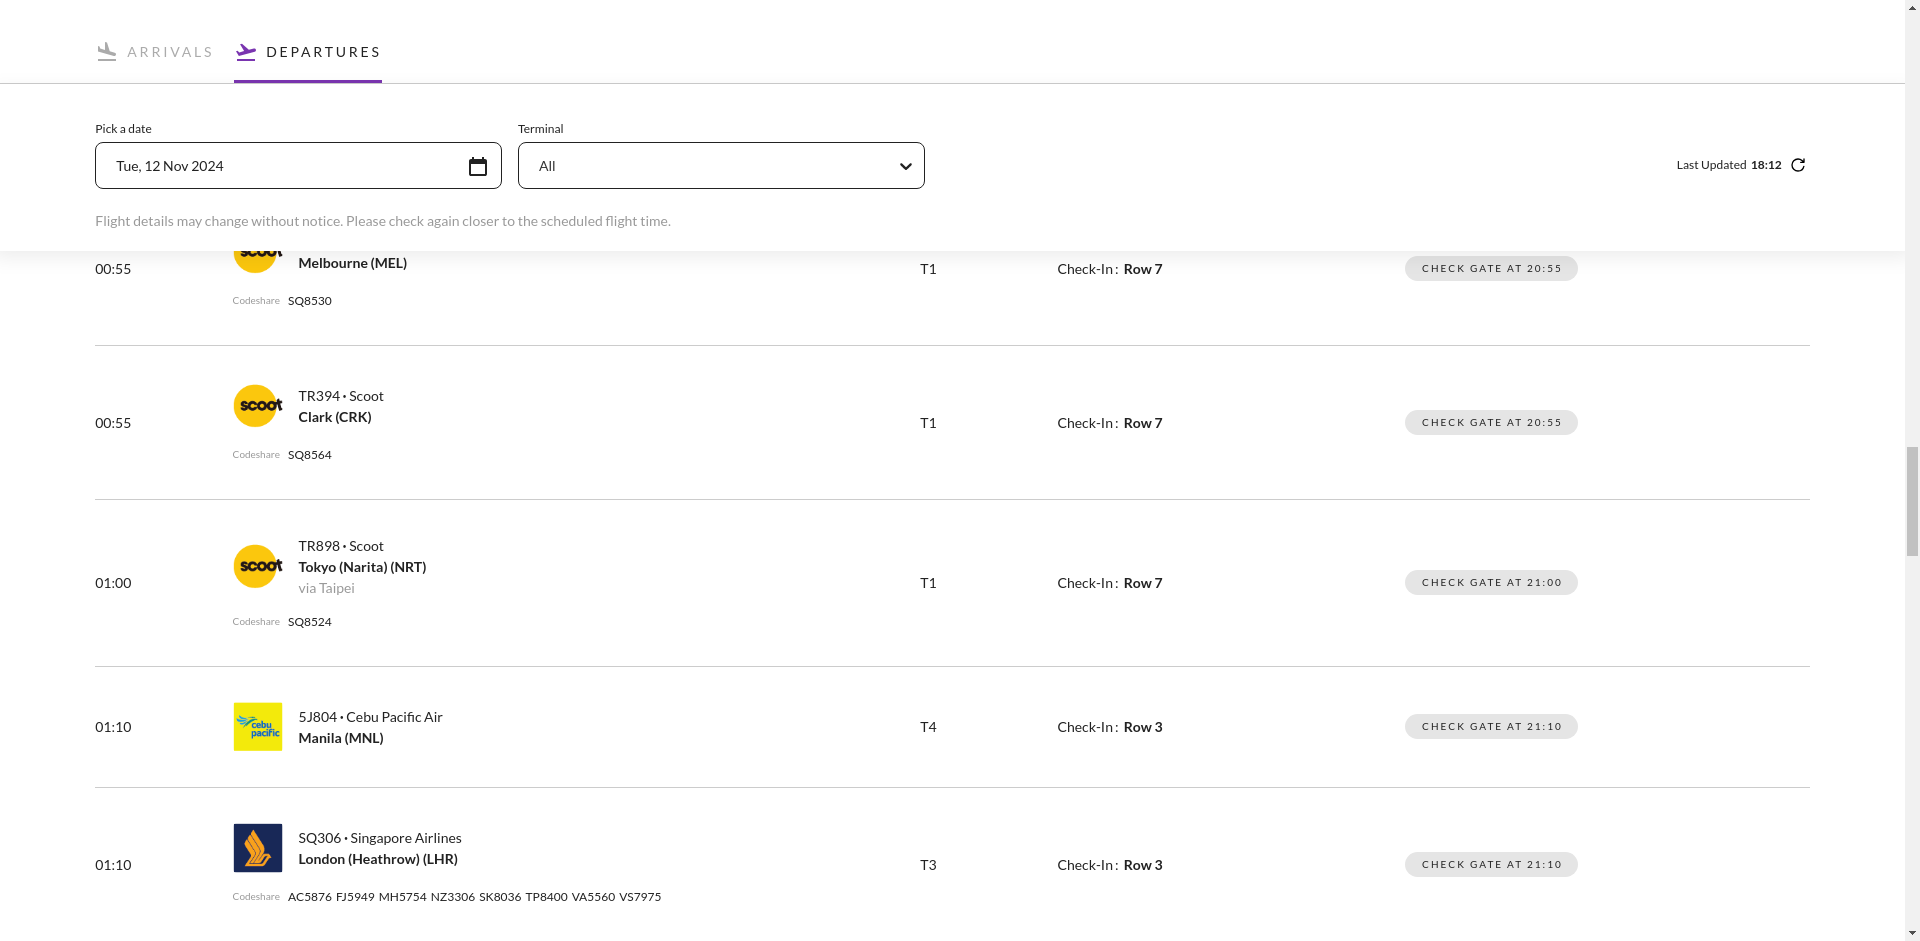 ARRIVALS
DEPARTURES
Pick a date
Terminal
Tue, 12 Nov 2024
All
Last Updated 18:12
Flight details may change without notice. Please check again closer to the scheduled flight time.
scoot
00:55
Melbourne (MEL)
T1
Check-In : Row 7
CHECK GATE AT 20:55
Codeshare SQ8530
00:55
scoot
TR394 • Scoot
Clark (CRK)
T1
Check-In : Row 7
CHECK GATE AT 20:55
Codeshare SQ8564
01:00
scoot
TR898 • Scoot
Tokyo (Narita) (NRT)
via Taipei
T1
Check-In : Row 7
CHECK GATE AT 21:00
Codeshare SQ8524
01:10
cebu
pacific
5J804 • Cebu Pacific Air
Manila (MNL)
T4
Check-In : Row 3
CHECK GATE AT 21:10
01:10
SQ306 • Singapore Airlines
London (Heathrow) (LHR)
T3
Check-In : Row 3
CHECK GATE AT 21:10
Codeshare AC5876 FJ5949 MH5754 NZ3306 SK8036 TP8400 VA5560 VS7975